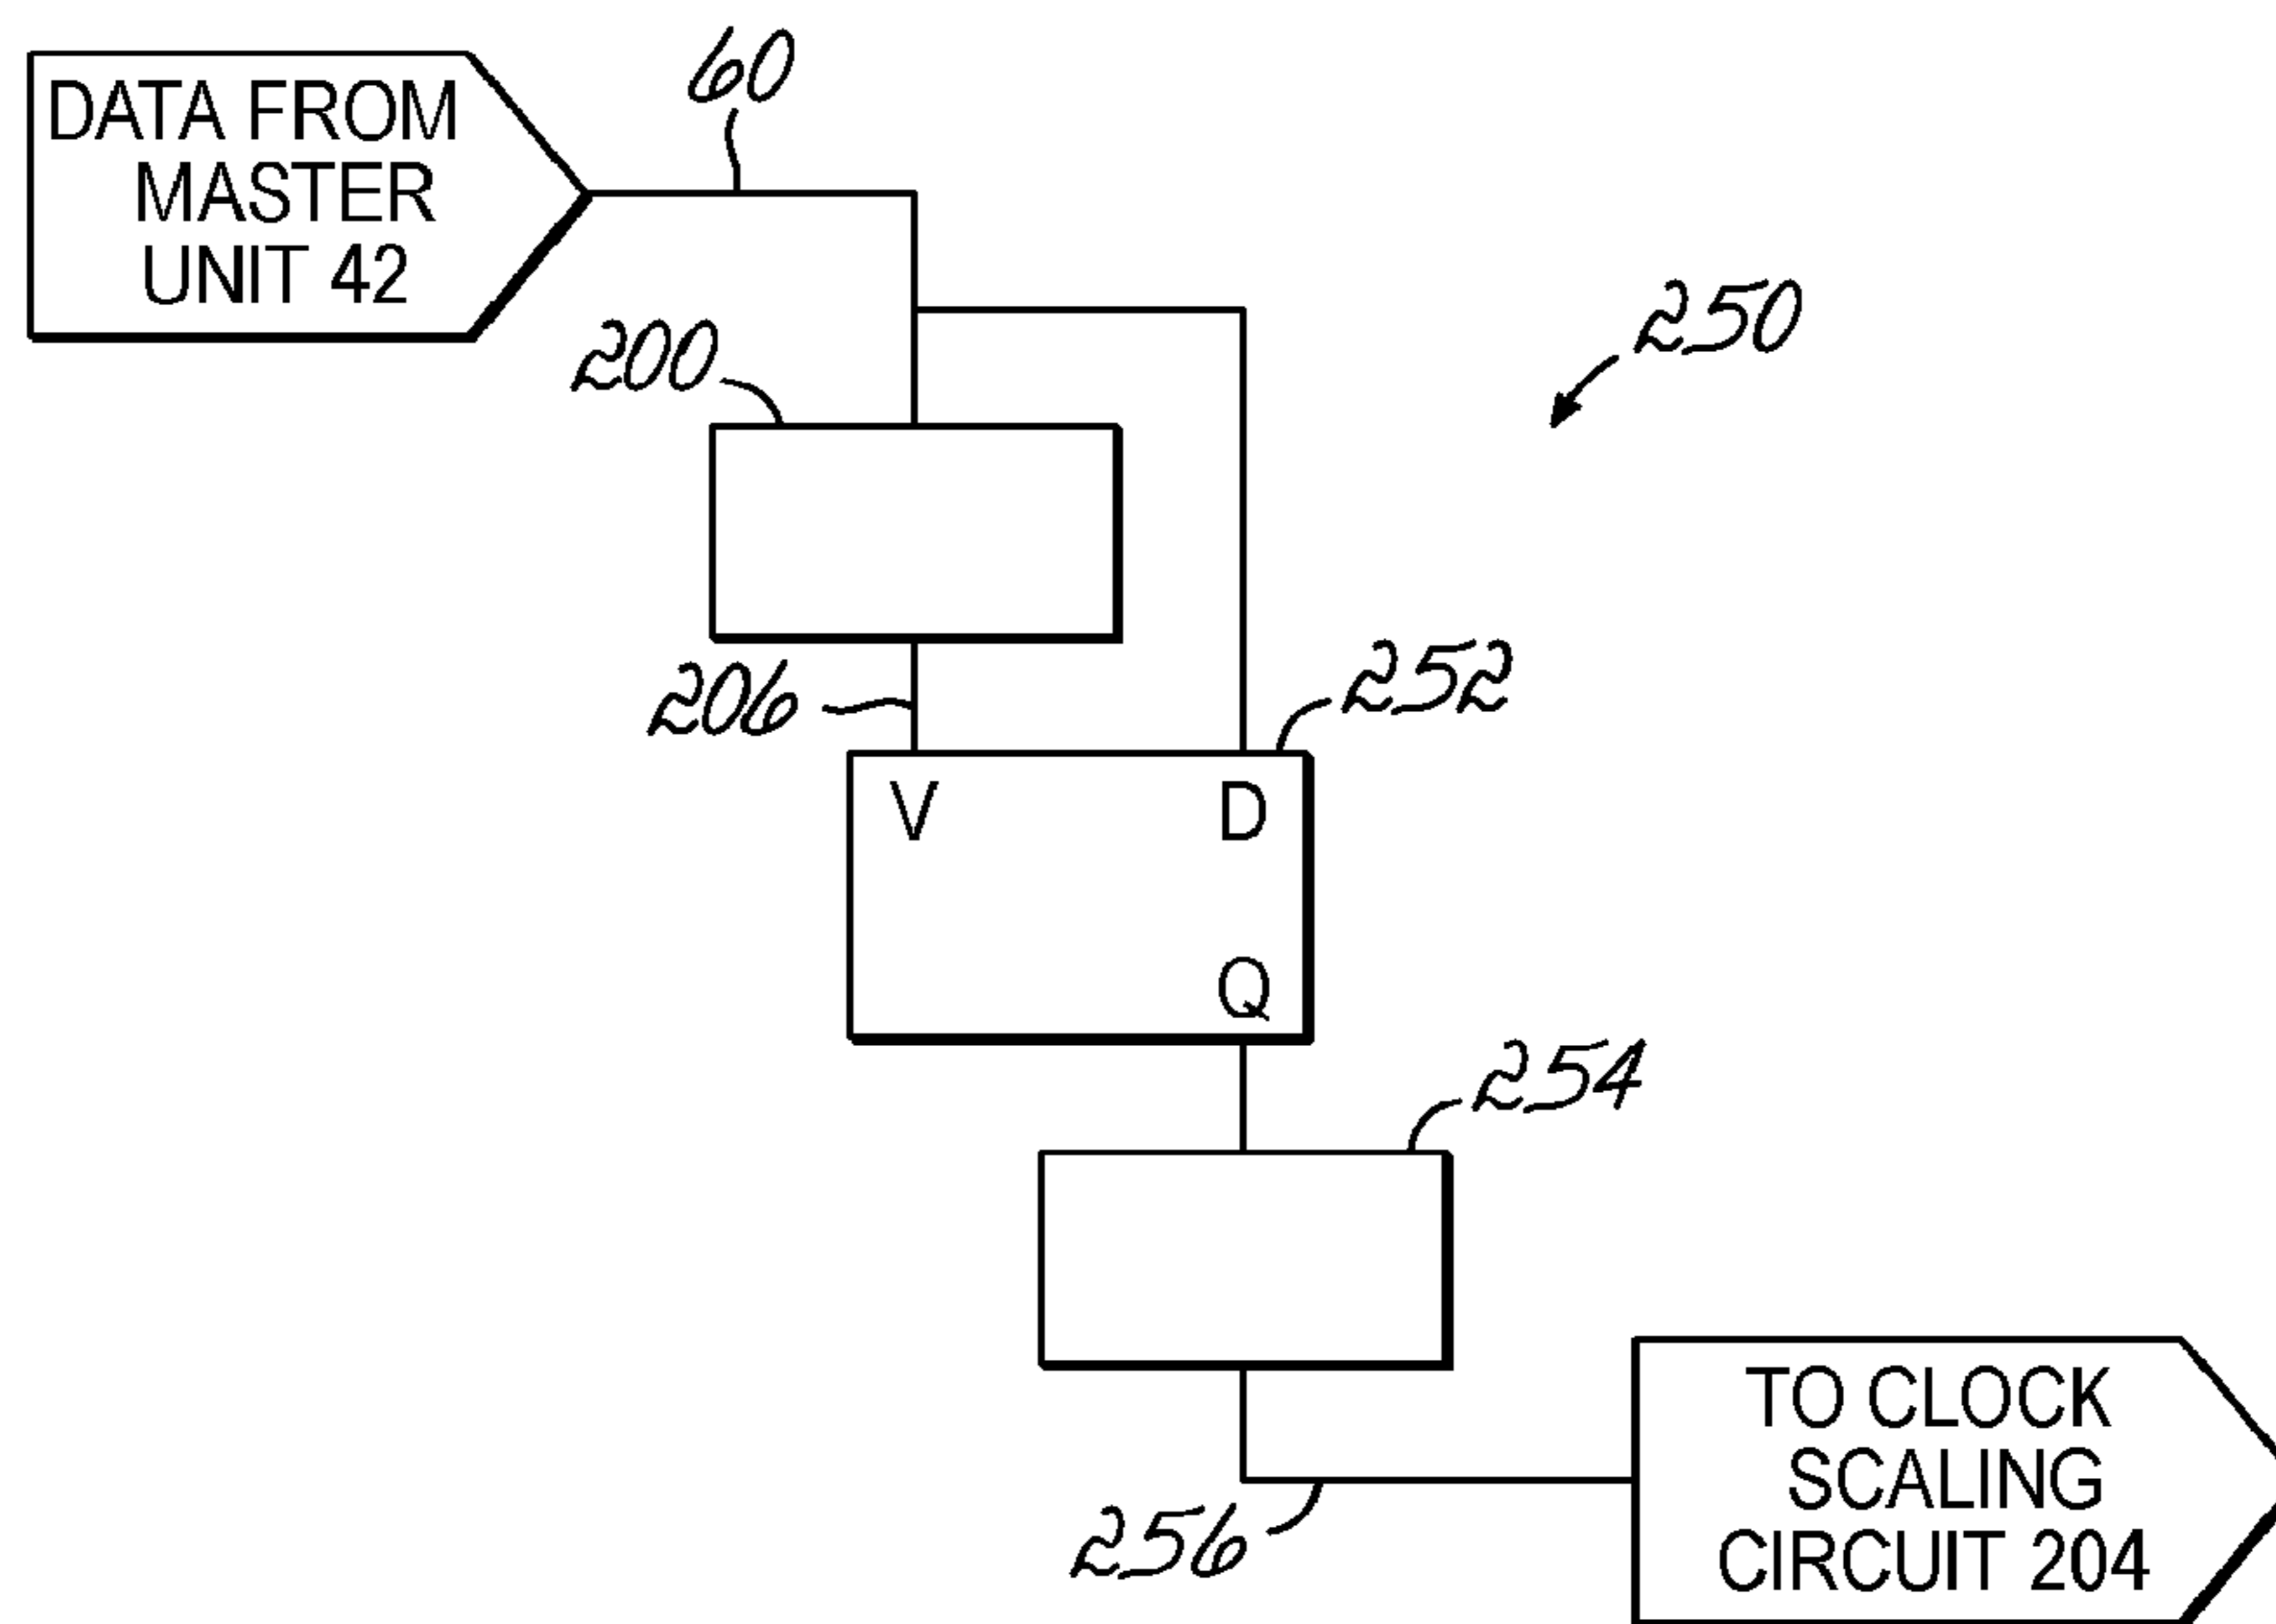 60
DATA FROM
MASTER
UNIT 42
250
200
252
206
V D
Q
254
TO CLOCK
SCALING
CIRCUIT 204
256